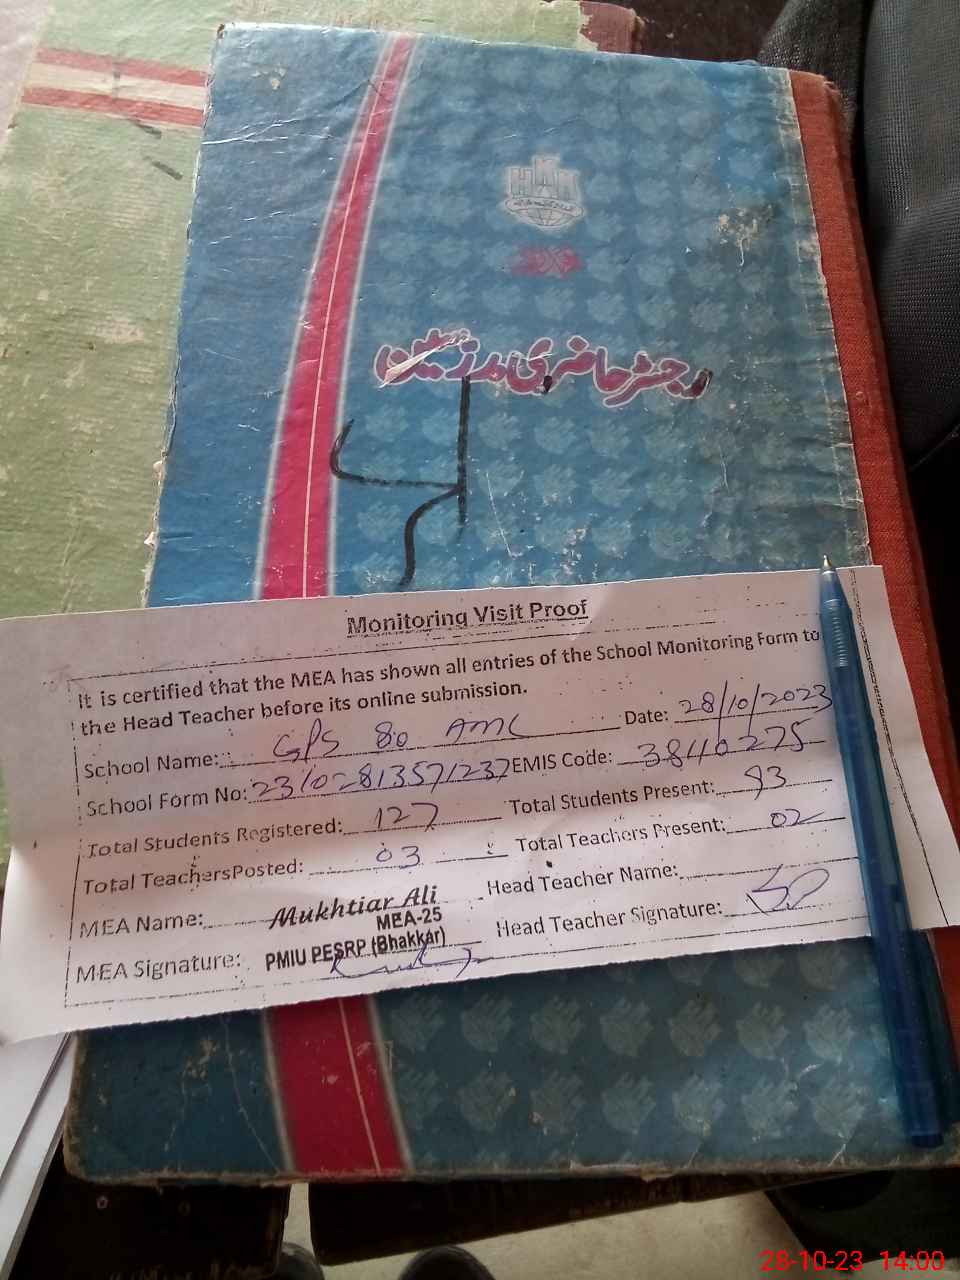 HKN
رجسٹر حاضری مدرسین
Monitoring Visit Proof
It is certified that the MEA has shown all entries of the School Monitoring Form to
the Head Teacher before its online submission.
School Name: GPS 80 AML Date: 28/10/2023
School Form No: 23102813571237 EMIS Code: 38410275
Total Students Registered: 127 Total Students Present: 93
Total TeachersPosted: 03 Total Teachers Present: 02
MEA Name: Mukhtiar Ali Head Teacher Name:
MEA-25
MEA Signature: PMIU PESRP (Bhakkar) Head Teacher Signature:
28-10-23 14:00